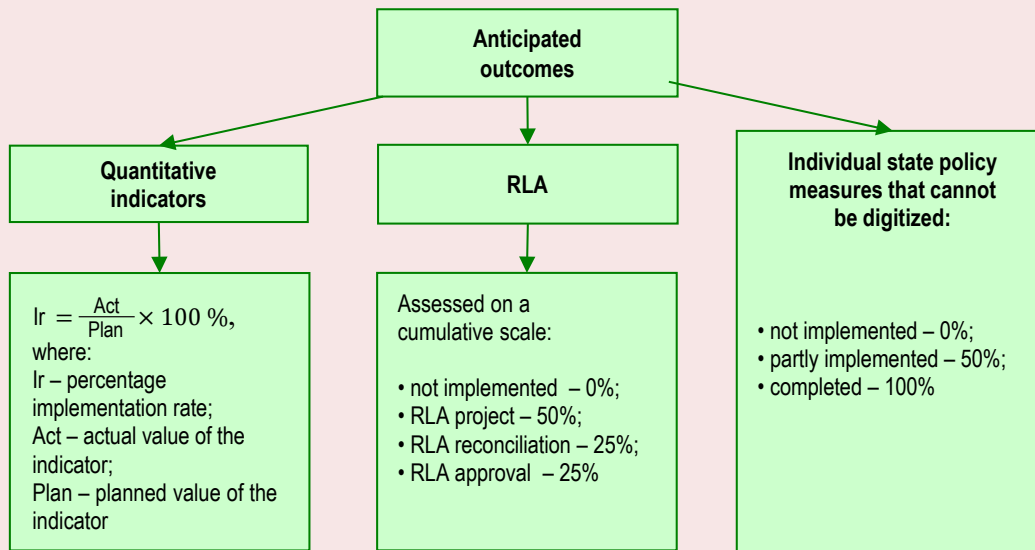 Anticipated
outcomes
Quantitative
indicators
RLA
Individual state policy
measures that cannot
be digitized:
Ir = Act/Plan × 100 %,
where:
Ir – percentage
implementation rate;
Act – actual value of the
indicator;
Plan – planned value of the
indicator
Assessed on a
cumulative scale:
• not implemented – 0%;
• RLA project – 50%;
• RLA reconciliation – 25%;
• RLA approval – 25%
• not implemented – 0%;
• partly implemented – 50%;
• completed – 100%